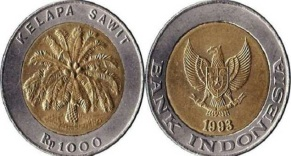 KELAPA SAWIT
Rp1000
1993
BANK INDONESIA